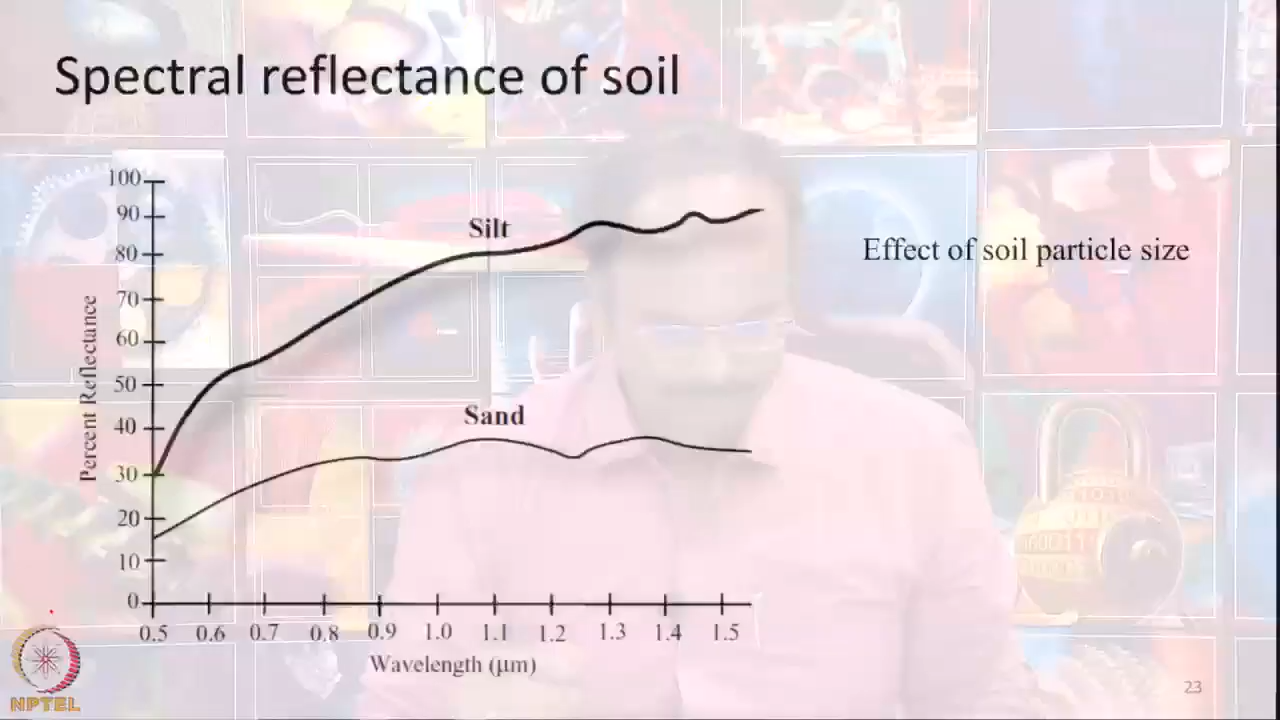 Spectral reflectance of soil
100
90
80
70
60
50
40
30
20
10
0
Percent Reflectance
Silt
Sand
Effect of soil particle size
0.5 0.6 0.7 0.8 0.9 1.0 1.1 1.2 1.3 1.4 1.5
Wavelength (μm)
NPTEL
23